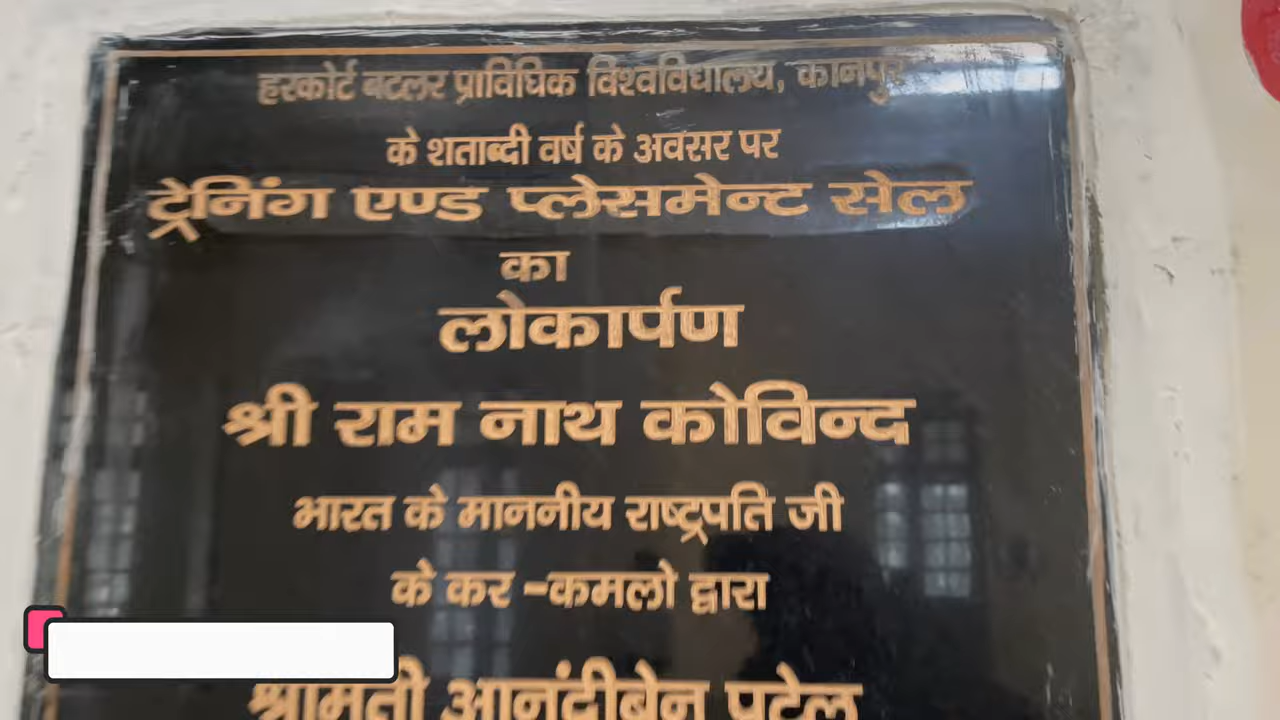 हरकोर्ट बटलर प्राविधिक विश्वविधालय, कानपुर
के शताब्दी वर्ष के अवसर पर
ट्रेनिंग एण्ड प्लेसमेन्ट सेल
का
लोकार्पण
श्री राम नाथ कोविन्द
भारत के माननीय राष्ट्रपति जी
के कर -कमलो द्वारा
श्रीमती आनंदीबेन पटेल